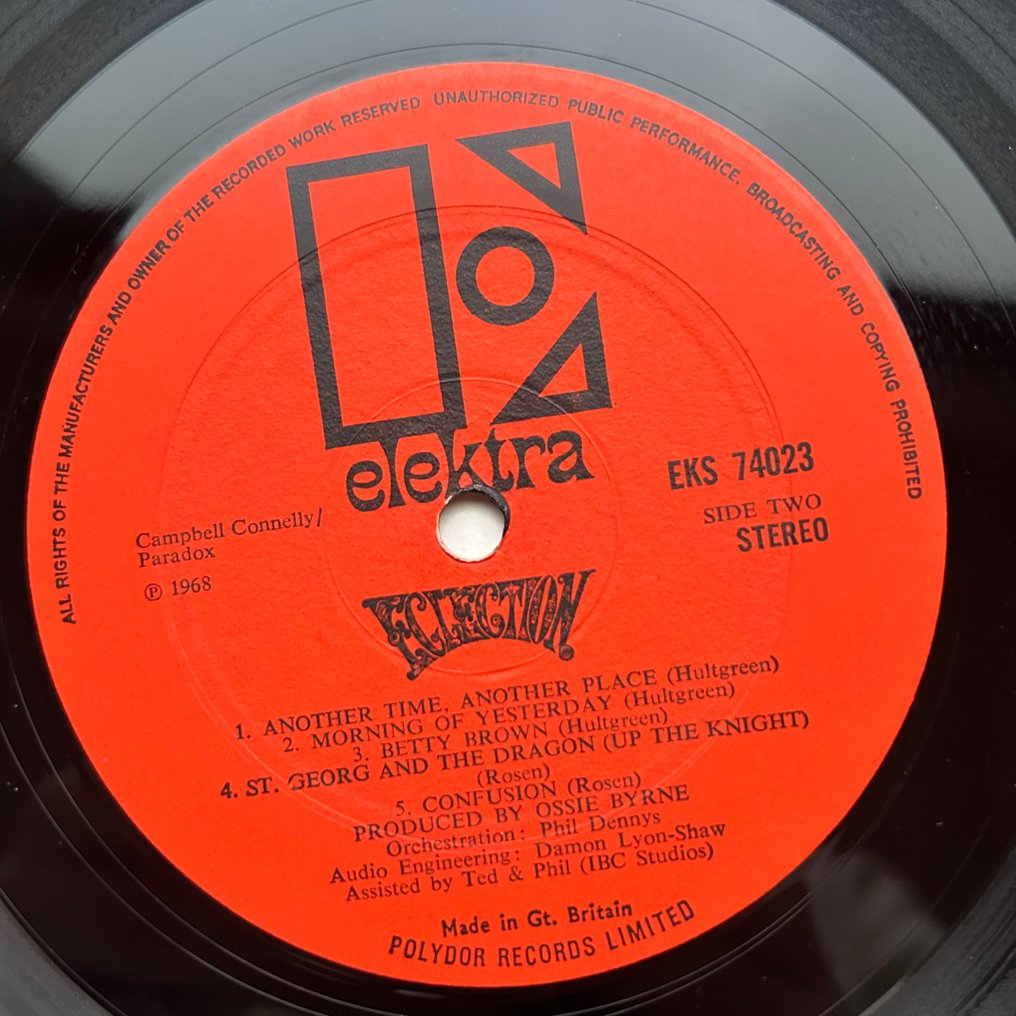 ALL RIGHTS OF THE MANUFACTURERS AND OWNER OF THE RECORDED WORK RESERVED UNAUTHORIZED PUBLIC PERFORMANCE, BROADCASTING AND COPYING PROHIBITED
elektra
EKS 74023
SIDE TWO
STEREO
Campbell Connelly/
Paradox
℗ 1968
ECLECTION
1. ANOTHER TIME, ANOTHER PLACE (Hultgreen)
2. MORNING OF YESTERDAY (Hultgreen)
3. BETTY BROWN (Hultgreen)
4. ST. GEORG AND THE DRAGON (UP THE KNIGHT)
(Rosen)
5. CONFUSION (Rosen)
PRODUCED BY OSSIE BYRNE
Orchestration: Phil Dennys
Audio Engineering: Damon Lyon-Shaw
Assisted by Ted & Phil (IBC Studios)
Made in Gt. Britain
POLYDOR RECORDS LIMITED